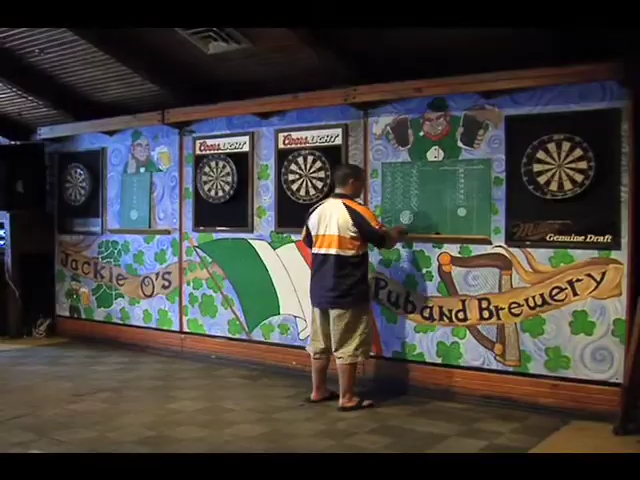 Coors LIGHT
Coors LIGHT
Miller
Genuine Draft
Jackie O's
Pub and Brewery